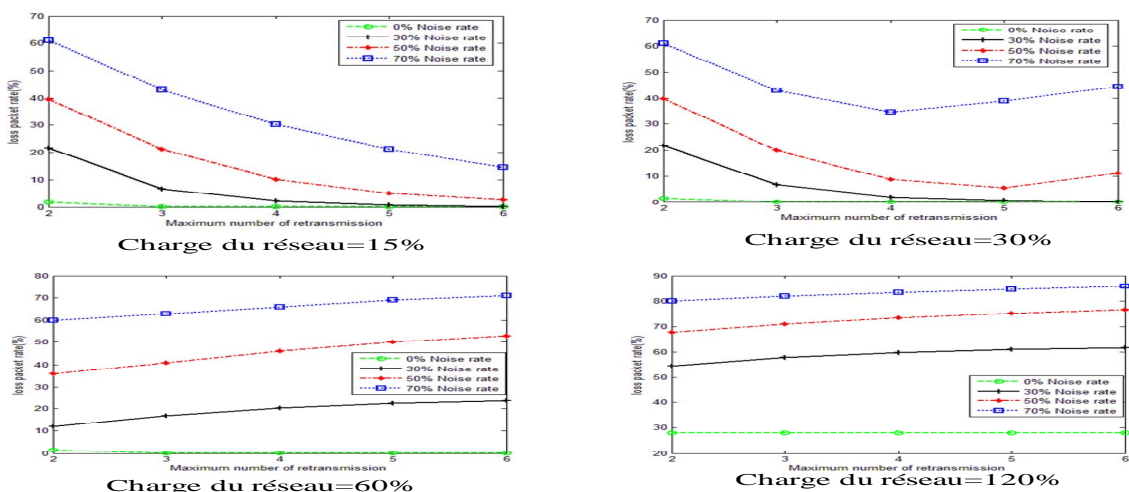 70
60
50
40
30
20
10
0
loss packet rate(%)
0% Noise rate
30% Noise rate
50% Noise rate
70% Noise rate
2 3 4 5 6
Maximum number of retransmission
Charge du réseau=15%
70
60
50
40
30
20
10
0
loss packet rate(%)
0% Noise rate
30% Noise rate
50% Noise rate
70% Noise rate
2 3 4 5 6
Maximum number of retransmission
Charge du réseau=30%
80
70
60
50
40
30
20
10
0
loss packet rate(%)
0% Noise rate
30% Noise rate
50% Noise rate
70% Noise rate
2 3 4 5 6
Maximum number of retransmission
Charge du réseau=60%
90
80
70
60
50
40
30
20
loss packet rate(%)
0% Noise rate
30% Noise rate
50% Noise rate
70% Noise rate
2 3 4 5 6
Maximum number of retransmission
Charge du réseau=120%